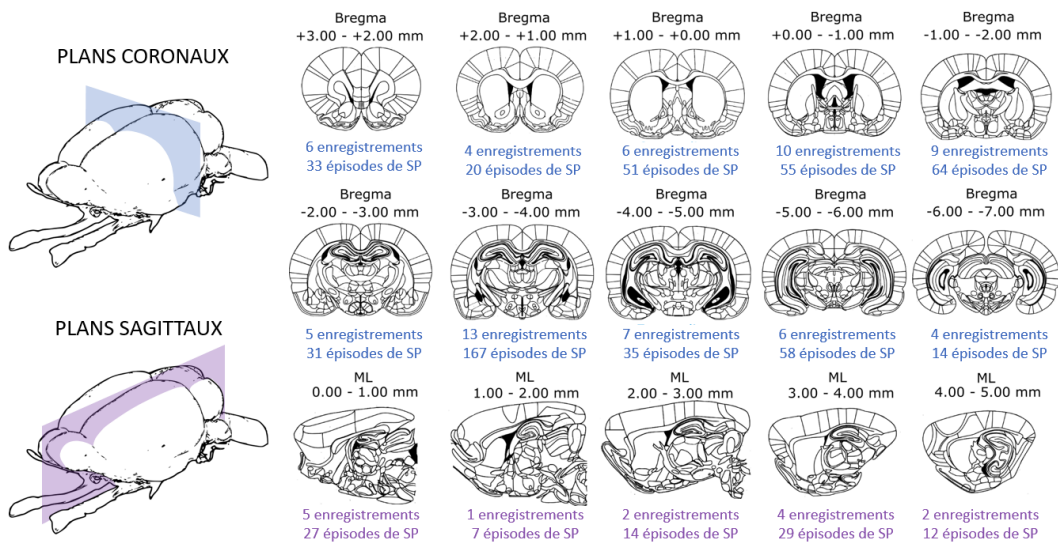 PLANS CORONAUX
Bregma
+3.00 - +2.00 mm
6 enregistrements
33 épisodes de SP
Bregma
+2.00 - +1.00 mm
4 enregistrements
20 épisodes de SP
Bregma
+1.00 - +0.00 mm
6 enregistrements
51 épisodes de SP
Bregma
+0.00 - -1.00 mm
10 enregistrements
55 épisodes de SP
Bregma
-1.00 - -2.00 mm
9 enregistrements
64 épisodes de SP
Bregma
-2.00 - -3.00 mm
5 enregistrements
31 épisodes de SP
Bregma
-3.00 - -4.00 mm
13 enregistrements
167 épisodes de SP
Bregma
-4.00 - -5.00 mm
7 enregistrements
35 épisodes de SP
Bregma
-5.00 - -6.00 mm
6 enregistrements
58 épisodes de SP
Bregma
-6.00 - -7.00 mm
4 enregistrements
14 épisodes de SP
PLANS SAGITTAUX
ML
0.00 - 1.00 mm
5 enregistrements
27 épisodes de SP
ML
1.00 - 2.00 mm
1 enregistrements
7 épisodes de SP
ML
2.00 - 3.00 mm
2 enregistrements
14 épisodes de SP
ML
3.00 - 4.00 mm
4 enregistrements
29 épisodes de SP
ML
4.00 - 5.00 mm
2 enregistrements
12 épisodes de SP